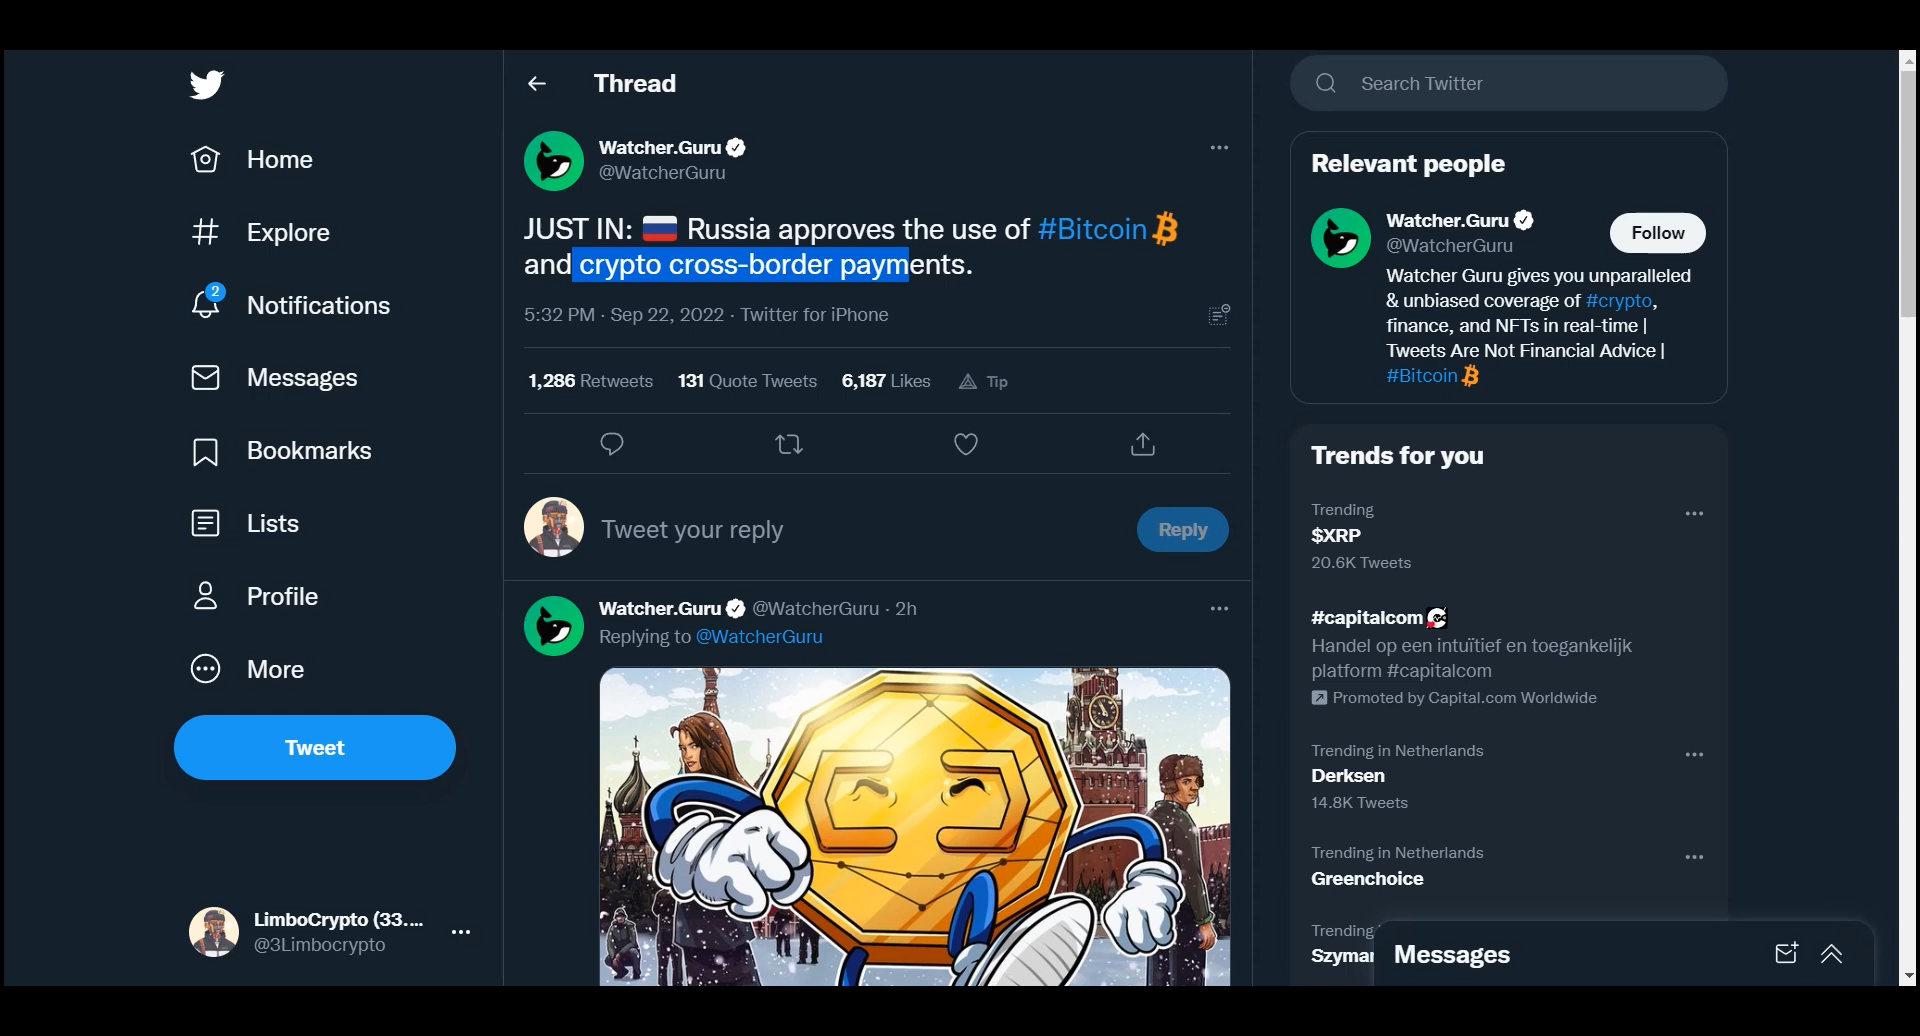 Home
Explore
2
Notifications
Messages
Bookmarks
Lists
Profile
More
Tweet
LimboCrypto (33....
@3Limbocrypto
Thread
Watcher.Guru
@WatcherGuru
JUST IN: 🇷🇺 Russia approves the use of #Bitcoin
and crypto cross-border payments.
5:32 PM · Sep 22, 2022 · Twitter for iPhone
1,286 Retweets 131 Quote Tweets 6,187 Likes Tip
Tweet your reply
Reply
Watcher.Guru @WatcherGuru · 2h
Replying to @WatcherGuru
Search Twitter
Relevant people
Watcher.Guru
@WatcherGuru
Follow
Watcher Guru gives you unparalleled
& unbiased coverage of #crypto,
finance, and NFTs in real-time |
Tweets Are Not Financial Advice |
#Bitcoin
Trends for you
Trending
$XRP
20.6K Tweets
#capitalcom
Handel op een intuïtief en toegankelijk
platform #capitalcom
Promoted by Capital.com Worldwide
Trending in Netherlands
Derksen
14.8K Tweets
Trending in Netherlands
Greenchoice
Trending
Messages